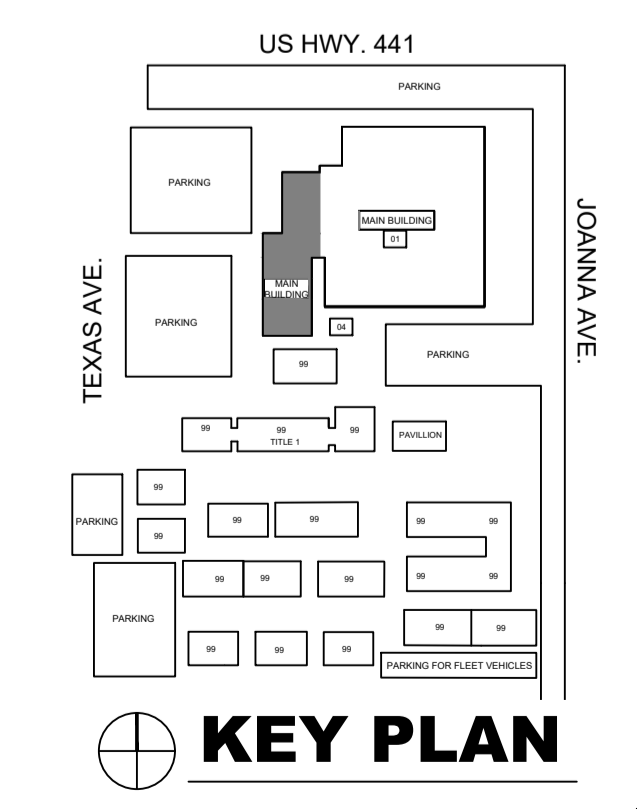 US HWY. 441
PARKING
PARKING
JOANNA AVE.
MAIN BUILDING
01
TEXAS AVE.
MAIN
BUILDING
PARKING
04
PARKING
99
99
99
TITLE 1
99
PAVILLION
99
PARKING
99
99
99
99
99
99
99
99
99
99
99
PARKING
99
99
99
99
99
PARKING FOR FLEET VEHICLES
KEY PLAN